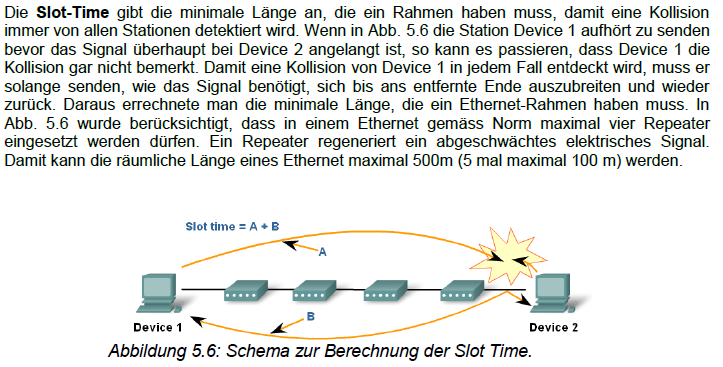 Die Slot-Time gibt die minimale Länge an, die ein Rahmen haben muss, damit eine Kollision
immer von allen Stationen detektiert wird. Wenn in Abb. 5.6 die Station Device 1 aufhört zu senden
bevor das Signal überhaupt bei Device 2 angelangt ist, so kann es passieren, dass Device 1 die
Kollision gar nicht bemerkt. Damit eine Kollision von Device 1 in jedem Fall entdeckt wird, muss er
solange senden, wie das Signal benötigt, sich bis ans entfernte Ende auszubreiten und wieder
zurück. Daraus errechnete man die minimale Länge, die ein Ethernet-Rahmen haben muss. In
Abb. 5.6 wurde berücksichtigt, dass in einem Ethernet gemäss Norm maximal vier Repeater
eingesetzt werden dürfen. Ein Repeater regeneriert ein abgeschwächtes elektrisches Signal.
Damit kann die räumliche Länge eines Ethernet maximal 500m (5 mal maximal 100 m) werden.
Slot time = A + B
A
B
Device 1
Device 2
Abbildung 5.6: Schema zur Berechnung der Slot Time.